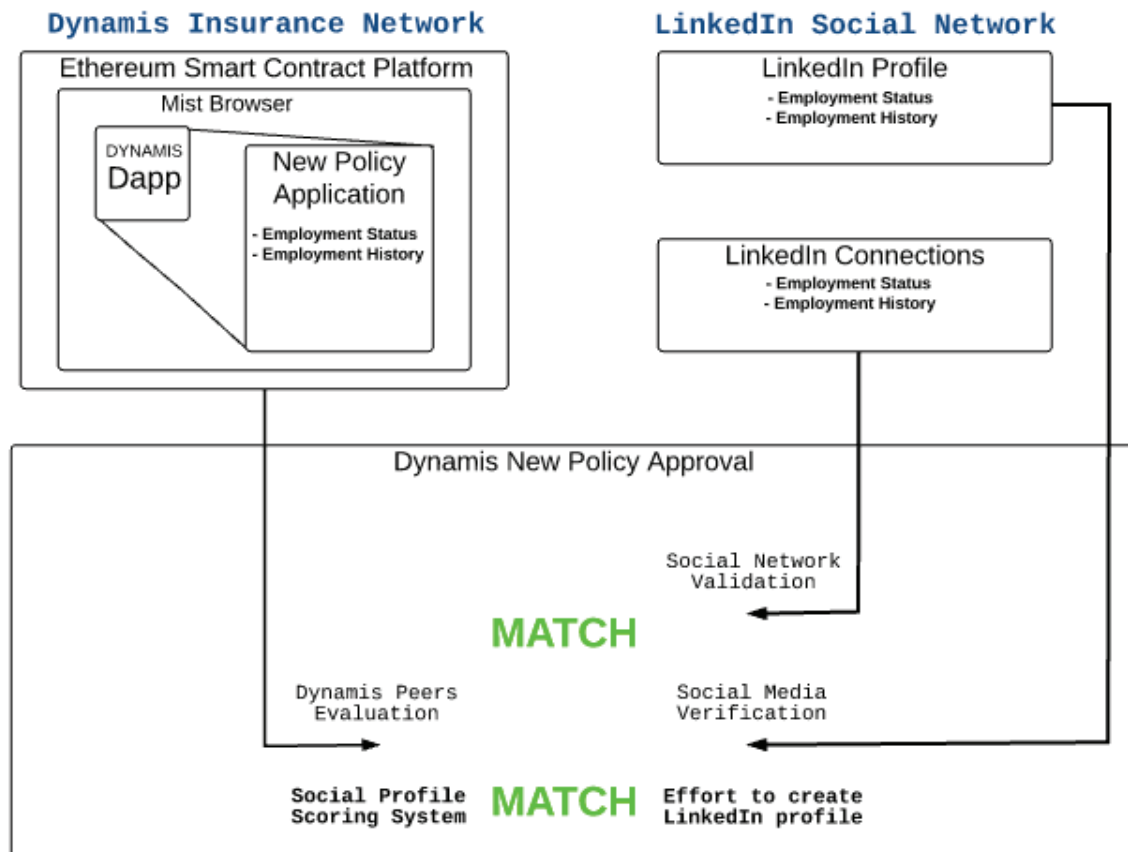 Dynamis Insurance Network
LinkedIn Social Network
Ethereum Smart Contract Platform
Mist Browser
DYNAMIS
Dapp
New Policy
Application
- Employment Status
- Employment History
LinkedIn Profile
- Employment Status
- Employment History
LinkedIn Connections
- Employment Status
- Employment History
Dynamis New Policy Approval
Social Network
Validation
MATCH
Dynamis Peers
Evaluation
Social Media
Verification
Social Profile
Scoring System
MATCH
Effort to create
LinkedIn profile